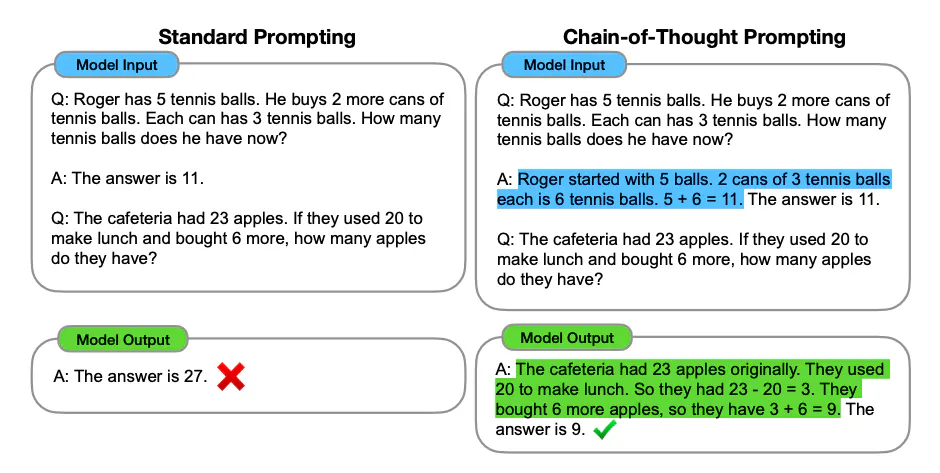 Standard Prompting
Model Input
Q: Roger has 5 tennis balls. He buys 2 more cans of
tennis balls. Each can has 3 tennis balls. How many
tennis balls does he have now?
A: The answer is 11.
Q: The cafeteria had 23 apples. If they used 20 to
make lunch and bought 6 more, how many apples
do they have?
Model Output
A: The answer is 27.
Chain-of-Thought Prompting
Model Input
Q: Roger has 5 tennis balls. He buys 2 more cans of
tennis balls. Each can has 3 tennis balls. How many
tennis balls does he have now?
A: Roger started with 5 balls. 2 cans of 3 tennis balls
each is 6 tennis balls. 5 + 6 = 11. The answer is 11.
Q: The cafeteria had 23 apples. If they used 20 to
make lunch and bought 6 more, how many apples
do they have?
Model Output
A: The cafeteria had 23 apples originally. They used
20 to make lunch. So they had 23 - 20 = 3. They
bought 6 more apples, so they have 3 + 6 = 9. The
answer is 9.